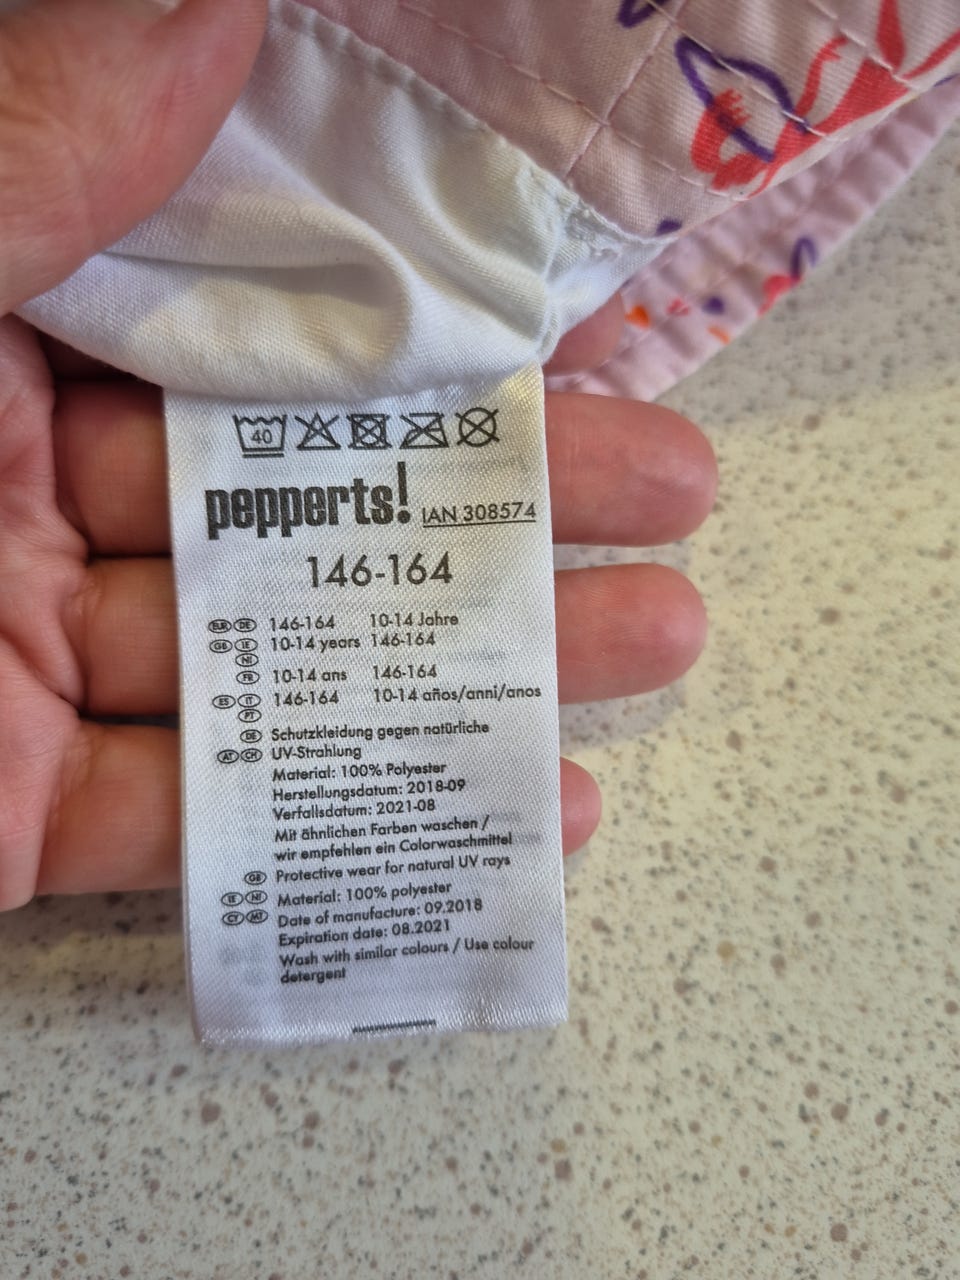 40
pepperts! IAN 308574
146-164
EUR DE 146-164 10-14 Jahre
GB IE 10-14 years 146-164
NI
FR 10-14 ans 146-164
ES IT 146-164 10-14 años/anni/anos
PT
DE Schutzkleidung gegen natürliche
AT CH UV-Strahlung
Material: 100% Polyester
Herstellungsdatum: 2018-09
Verfallsdatum: 2021-08
Mit ähnlichen Farben waschen /
wir empfehlen ein Colorwaschmittel
GB Protective wear for natural UV rays
IE NI Material: 100% polyester
CY MT Date of manufacture: 09.2018
Expiration date: 08.2021
Wash with similar colours / Use colour
detergent